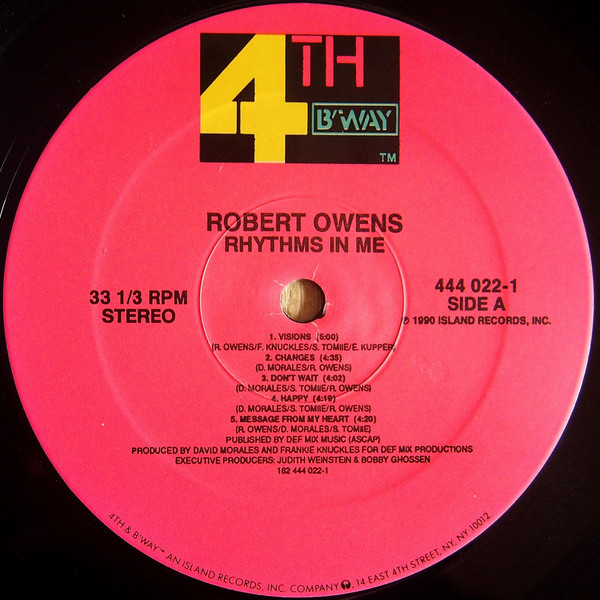 4TH
B'WAY
TM
ROBERT OWENS
RHYTHMS IN ME
33 1/3 RPM
STEREO
444 022-1
SIDE A
℗ 1990 ISLAND RECORDS, INC.
1. VISIONS (5:00)
(R. OWENS/F. KNUCKLES/S. TOMIIE/E. KUPPER)
2. CHANGES (4:35)
(D. MORALES/R. OWENS)
3. DON'T WAIT (4:02)
(D. MORALES/S. TOMIIE/R. OWENS)
4. HAPPY (4:19)
(D. MORALES/S. TOMIIE/R. OWENS)
5. MESSAGE FROM MY HEART (4:20)
(R. OWENS/D. MORALES/S. TOMIIE)
PUBLISHED BY DEF MIX MUSIC (ASCAP)
PRODUCED BY DAVID MORALES AND FRANKIE KNUCKLES FOR DEF MIX PRODUCTIONS
EXECUTIVE PRODUCERS: JUDITH WEINSTEIN & BOBBY GHOSSEN
162 444 022-1
4TH & B'WAY™ AN ISLAND RECORDS, INC. COMPANY, 14 EAST 4TH STREET, NY, NY 10012